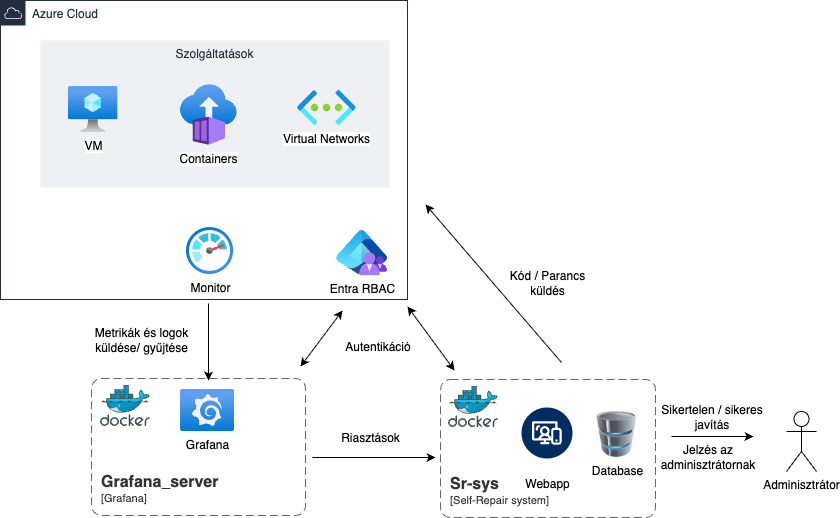 Azure Cloud
Szolgáltatások
VM
Containers
Virtual Networks
Monitor
Entra RBAC
Kód / Parancs
küldés
Metrikák és logok
küldése/ gyűjtése
Autentikáció
docker
Grafana
Grafana_server
[Grafana]
Riasztások
docker
Webapp
Database
Sr-sys
[Self-Repair system]
Sikertelen / sikeres
javítás
Jelzés az
adminisztrátornak
Adminisztrátor